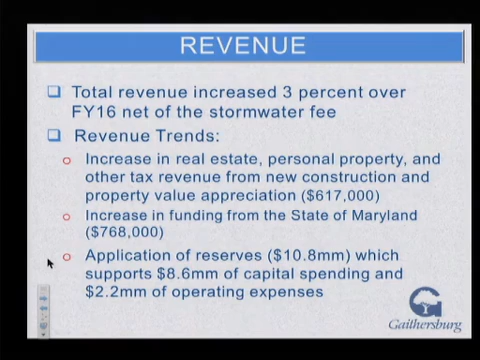 REVENUE
Total revenue increased 3 percent over
FY16 net of the stormwater fee
Revenue Trends:
Increase in real estate, personal property, and
other tax revenue from new construction and
property value appreciation ($617,000)
Increase in funding from the State of Maryland
($768,000)
Application of reserves ($10.8mm) which
supports $8.6mm of capital spending and
$2.2mm of operating expenses
Gaithersburg